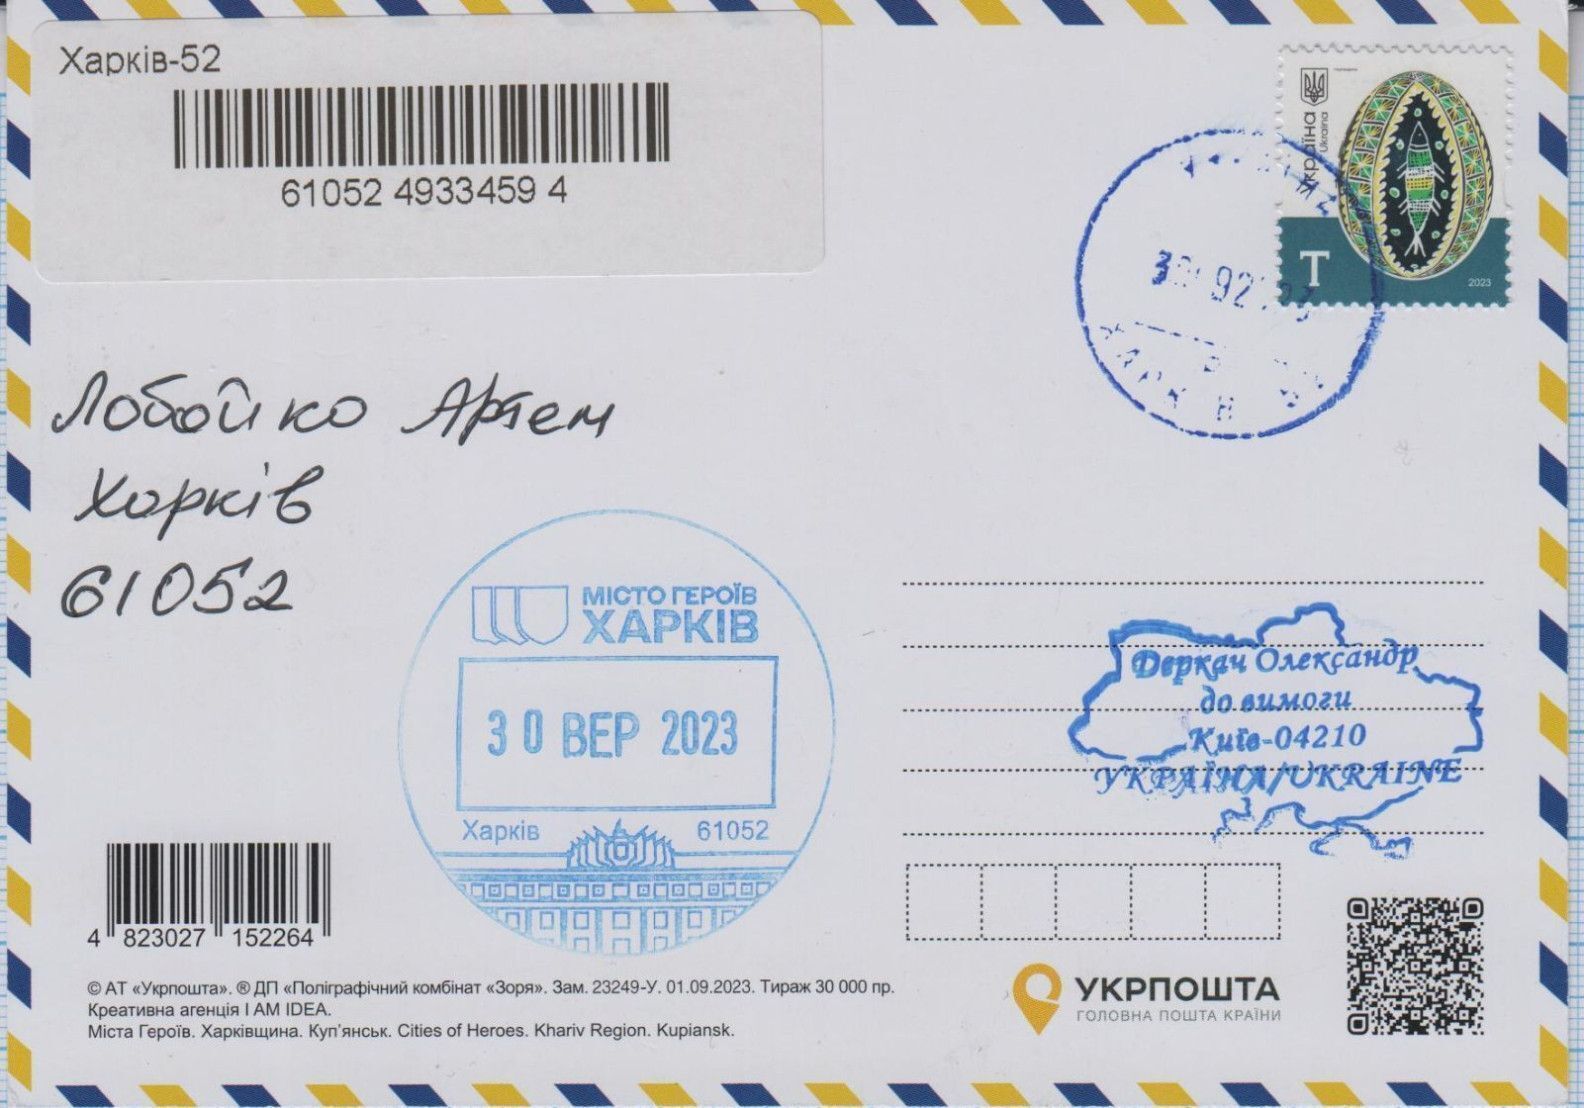 Харків-52
61052 4933459 4
Україна
Ukraine
T
2023
Лобойко Артем
Харків
61052
МІСТО ГЕРОЇВ
ХАРКІВ
30 ВЕР 2023
Харків 61052
Деркач Олександр
до вимоги
Київ-04210
УКРАЇНА/UKRAINE
4 823027 152264
© АТ «Укрпошта». ® ДП «Поліграфічний комбінат «Зоря». Зам. 23249-У. 01.09.2023. Тираж 30 000 пр.
Креативна агенція I AM IDEA.
Міста Героїв. Харківщина. Куп'янськ. Cities of Heroes. Khariv Region. Kupiansk.
УКРПОШТА
ГОЛОВНА ПОШТА КРАЇНИ